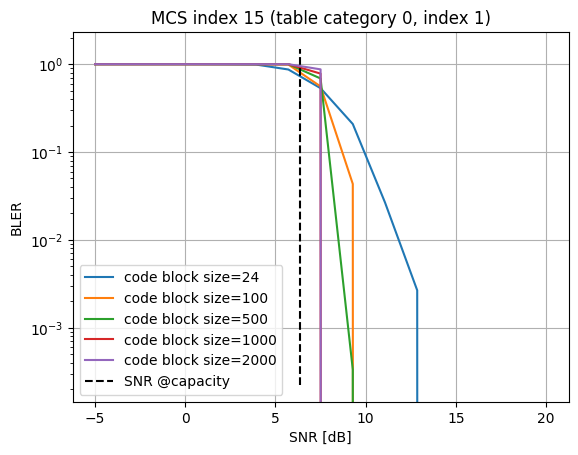 MCS index 15 (table category 0, index 1)
BLER
10⁰
10⁻¹
10⁻²
10⁻³
code block size=24
code block size=100
code block size=500
code block size=1000
code block size=2000
SNR @capacity
−5
0
5
10
15
20
SNR [dB]